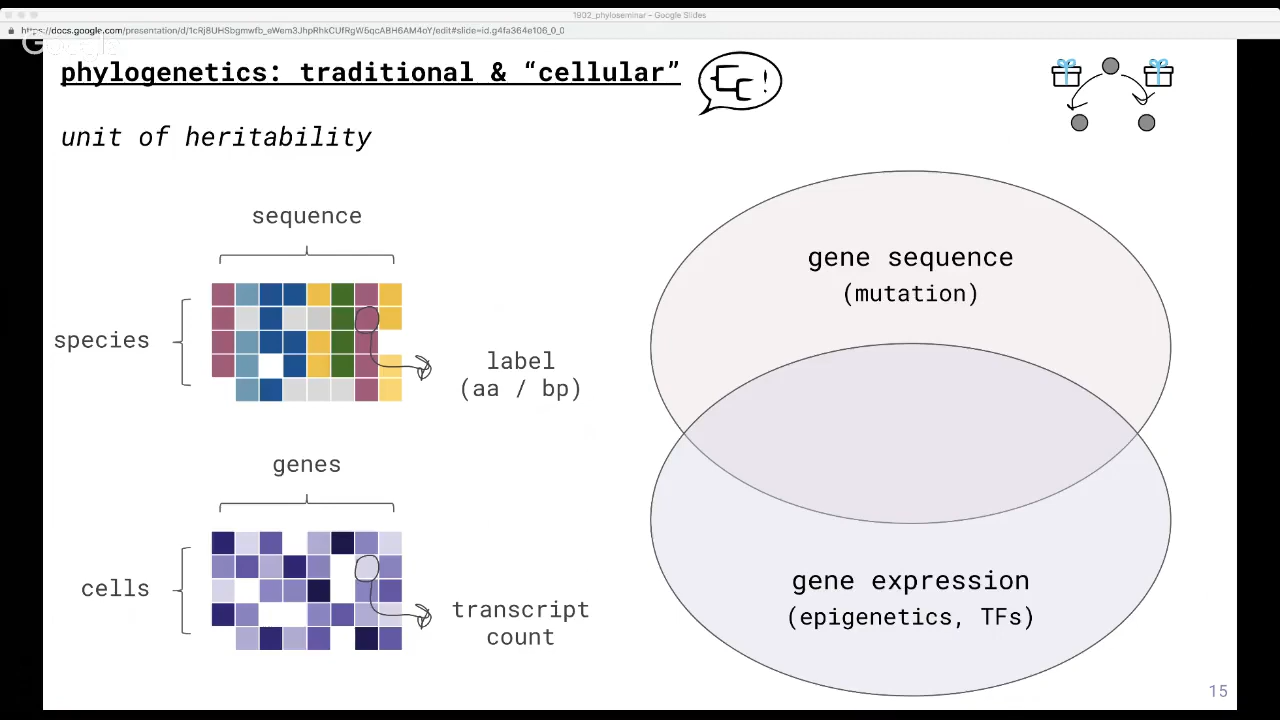 1902_phyloseminar – Google Slides
https://docs.google.com/presentation/d/1cRj8UHSbgmwfb_eWem3JhpRhkCUfRgW5qcABH6AM4oY/edit#slide=id.g4fa364e106_0_0
Google
phylogenetics: traditional & “cellular”
!
unit of heritability
sequence
species
label
(aa / bp)
genes
cells
transcript
count
gene sequence
(mutation)
gene expression
(epigenetics, TFs)
15